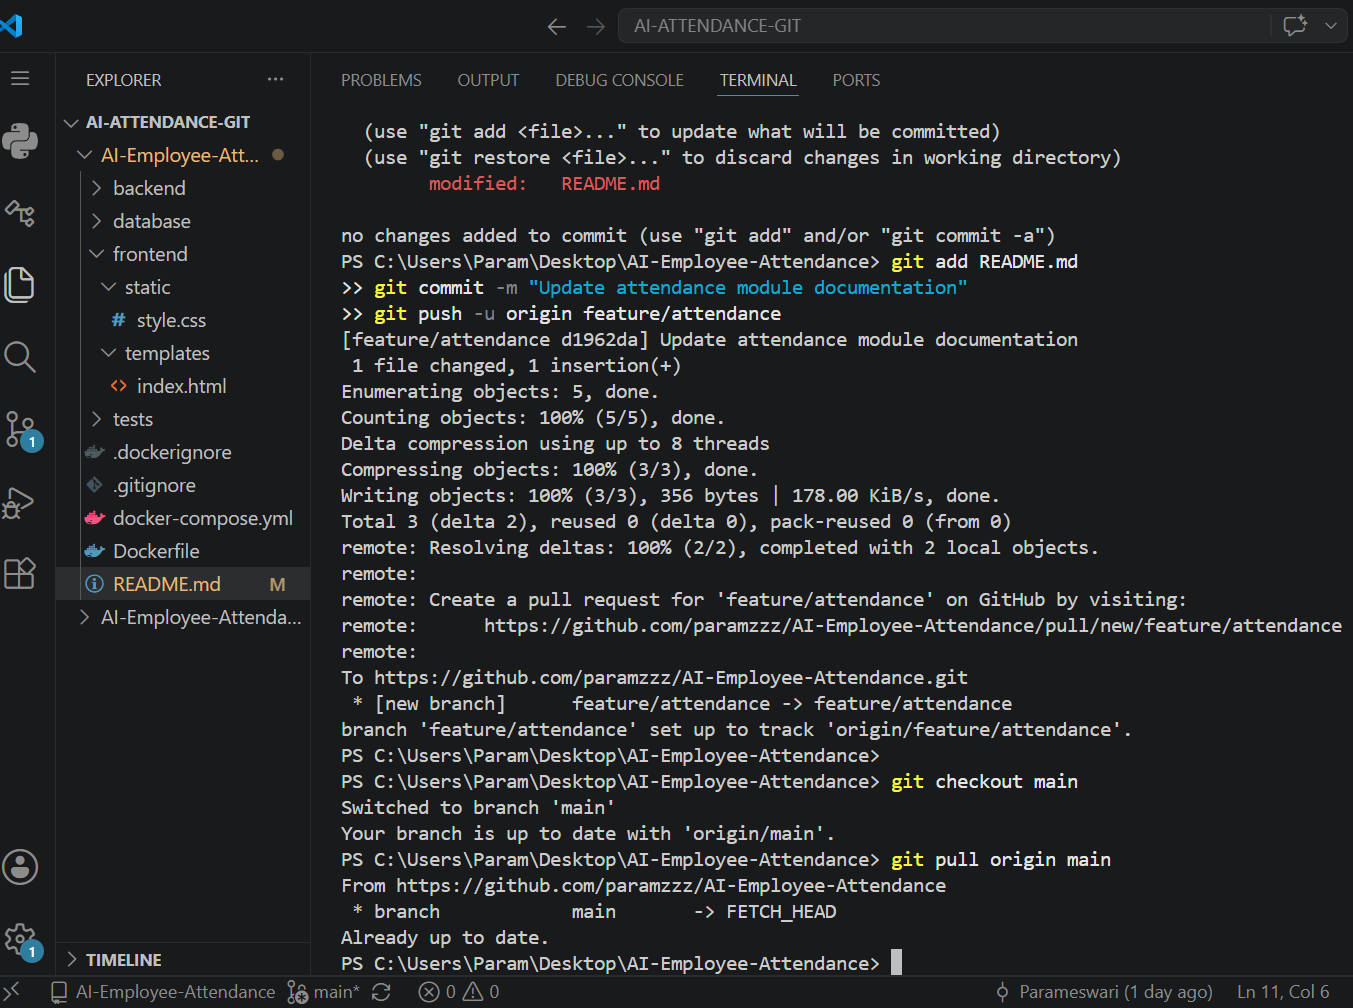 AI-ATTENDANCE-GIT
EXPLORER
PROBLEMS OUTPUT DEBUG CONSOLE TERMINAL PORTS
AI-ATTENDANCE-GIT
AI-Employee-Att...
backend
database
frontend
static
# style.css
templates
<> index.html
tests
.dockerignore
.gitignore
docker-compose.yml
Dockerfile
README.md M
AI-Employee-Attenda...
TIMELINE
1
1
(use "git add <file>..." to update what will be committed)
(use "git restore <file>..." to discard changes in working directory)
modified: README.md
no changes added to commit (use "git add" and/or "git commit -a")
PS C:\Users\Param\Desktop\AI-Employee-Attendance> git add README.md
>> git commit -m "Update attendance module documentation"
>> git push -u origin feature/attendance
[feature/attendance d1962da] Update attendance module documentation
1 file changed, 1 insertion(+)
Enumerating objects: 5, done.
Counting objects: 100% (5/5), done.
Delta compression using up to 8 threads
Compressing objects: 100% (3/3), done.
Writing objects: 100% (3/3), 356 bytes | 178.00 KiB/s, done.
Total 3 (delta 2), reused 0 (delta 0), pack-reused 0 (from 0)
remote: Resolving deltas: 100% (2/2), completed with 2 local objects.
remote:
remote: Create a pull request for 'feature/attendance' on GitHub by visiting:
remote: https://github.com/paramzzz/AI-Employee-Attendance/pull/new/feature/attendance
remote:
To https://github.com/paramzzz/AI-Employee-Attendance.git
* [new branch] feature/attendance -> feature/attendance
branch 'feature/attendance' set up to track 'origin/feature/attendance'.
PS C:\Users\Param\Desktop\AI-Employee-Attendance>
PS C:\Users\Param\Desktop\AI-Employee-Attendance> git checkout main
Switched to branch 'main'
Your branch is up to date with 'origin/main'.
PS C:\Users\Param\Desktop\AI-Employee-Attendance> git pull origin main
From https://github.com/paramzzz/AI-Employee-Attendance
* branch main -> FETCH_HEAD
Already up to date.
PS C:\Users\Param\Desktop\AI-Employee-Attendance>
AI-Employee-Attendance main* 0 0 Parameswari (1 day ago) Ln 11, Col 6